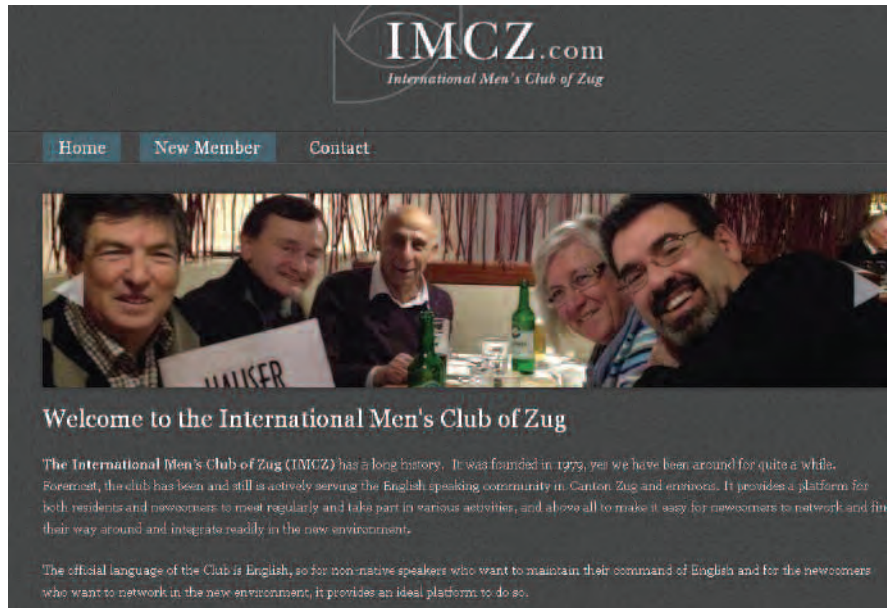 IMCZ.com
International Men's Club of Zug
Home New Member Contact
HAUSER
Welcome to the International Men's Club of Zug
The International Men's Club of Zug (IMCZ) has a long history. It was founded in 1979, yes we have been around for quite a while.
Foremost, the club has been and still is actively serving the English speaking community in Canton Zug and environs. It provides a platform for
both residents and newcomers to meet regularly and take part in various activities, and above all to make it easy for newcomers to network and fin
their way around and integrate readily in the new environment.
The official language of the Club is English, so for non-native speakers who want to maintain their command of English and for the newcomers
who want to network in the new environment, it provides an ideal platform to do so.